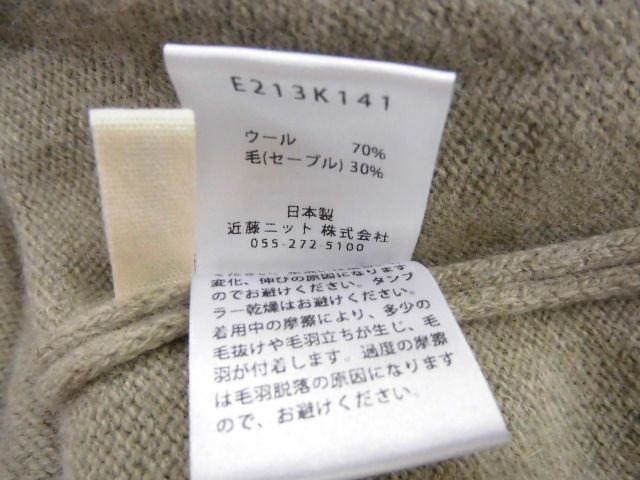 E213K141
ウール 70%
毛(セーブル) 30%
日本製
近藤ニット 株式会社
055-272-5100
変化、伸びの原因になります
のでお避けください。タンブ
ラー乾燥はお避けください。
着用中の摩擦により、多少の
毛抜けや毛羽立ちが生じ、毛
羽が付着します。過度の摩擦
は毛羽脱落の原因になります
ので、お避けください。